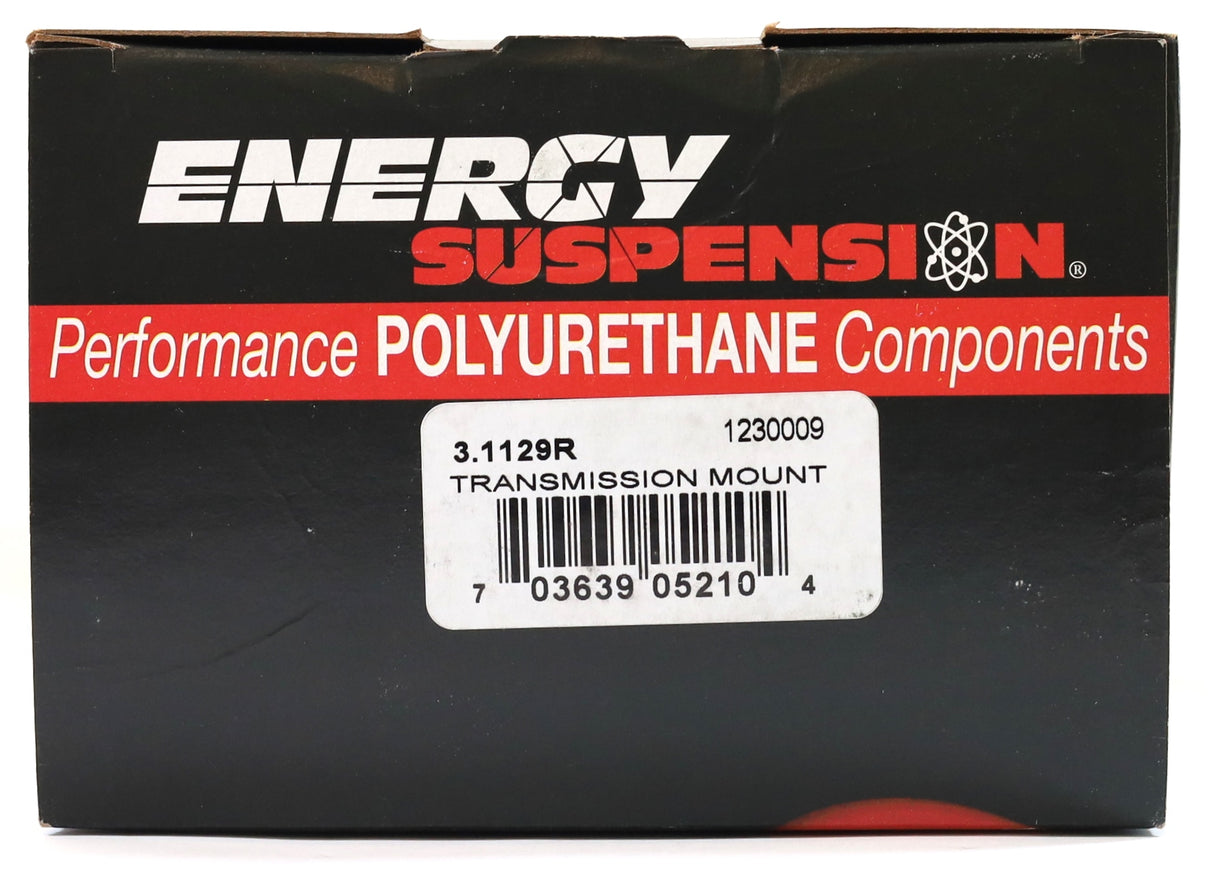 ENERGY
SUSPENSION®
Performance POLYURETHANE Components
3.1129R 1230009
TRANSMISSION MOUNT
7 03639 05210 4